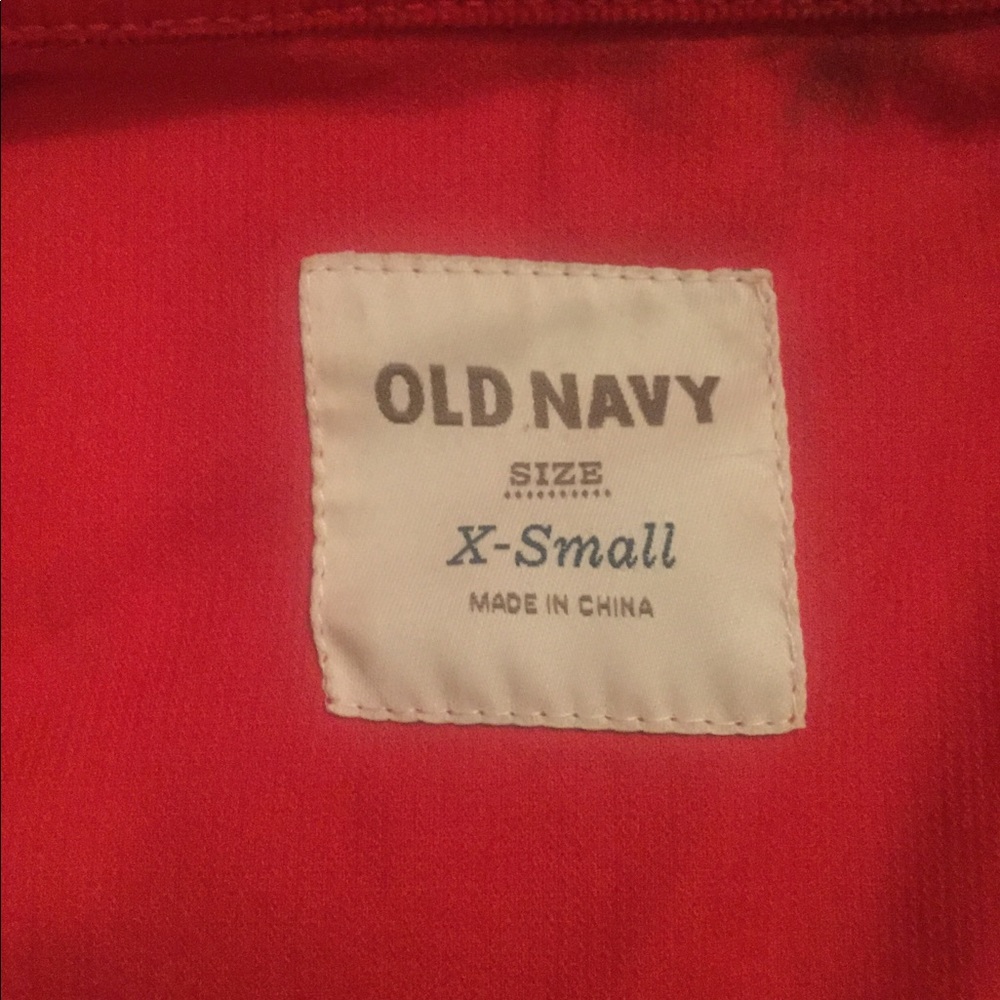 OLD NAVY
SIZE
X-Small
MADE IN CHINA